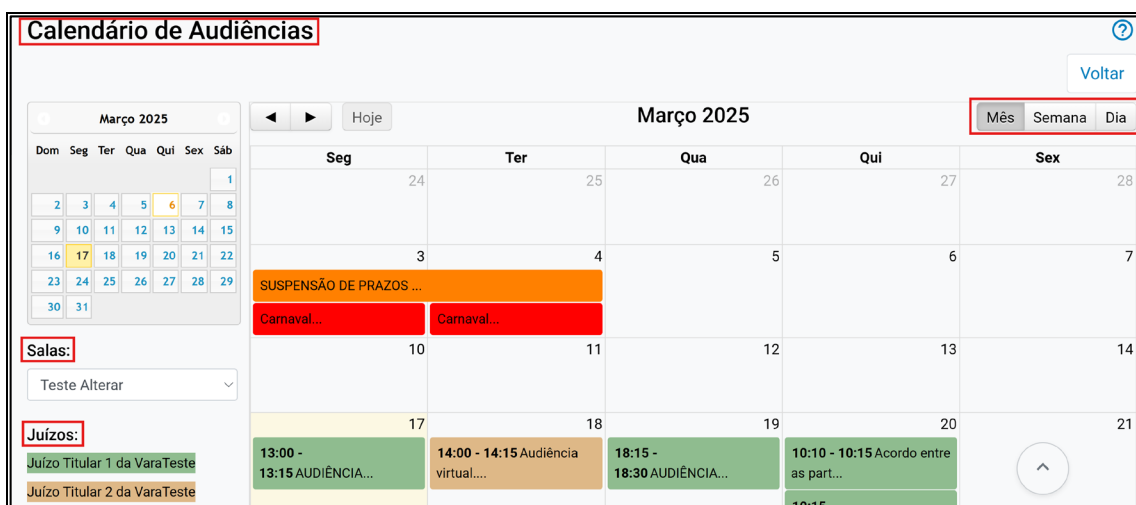 Calendário de Audiências
Voltar
Março 2025
Dom Seg Ter Qua Qui Sex Sáb
1
2 3 4 5 6 7 8
9 10 11 12 13 14 15
16 17 18 19 20 21 22
23 24 25 26 27 28 29
30 31
Salas:
Teste Alterar
Juízos:
Juízo Titular 1 da VaraTeste
Juízo Titular 2 da VaraTeste
Hoje
Março 2025
Mês Semana Dia
Seg Ter Qua Qui Sex
24 25 26 27 28
3 4 5 6 7
SUSPENSÃO DE PRAZOS ...
Carnaval... Carnaval...
10 11 12 13 14
17 18 19 20 21
13:00 -
13:15 AUDIÊNCIA...
14:00 - 14:15 Audiência
virtual....
18:15 -
18:30 AUDIÊNCIA...
10:10 - 10:15 Acordo entre
as part...